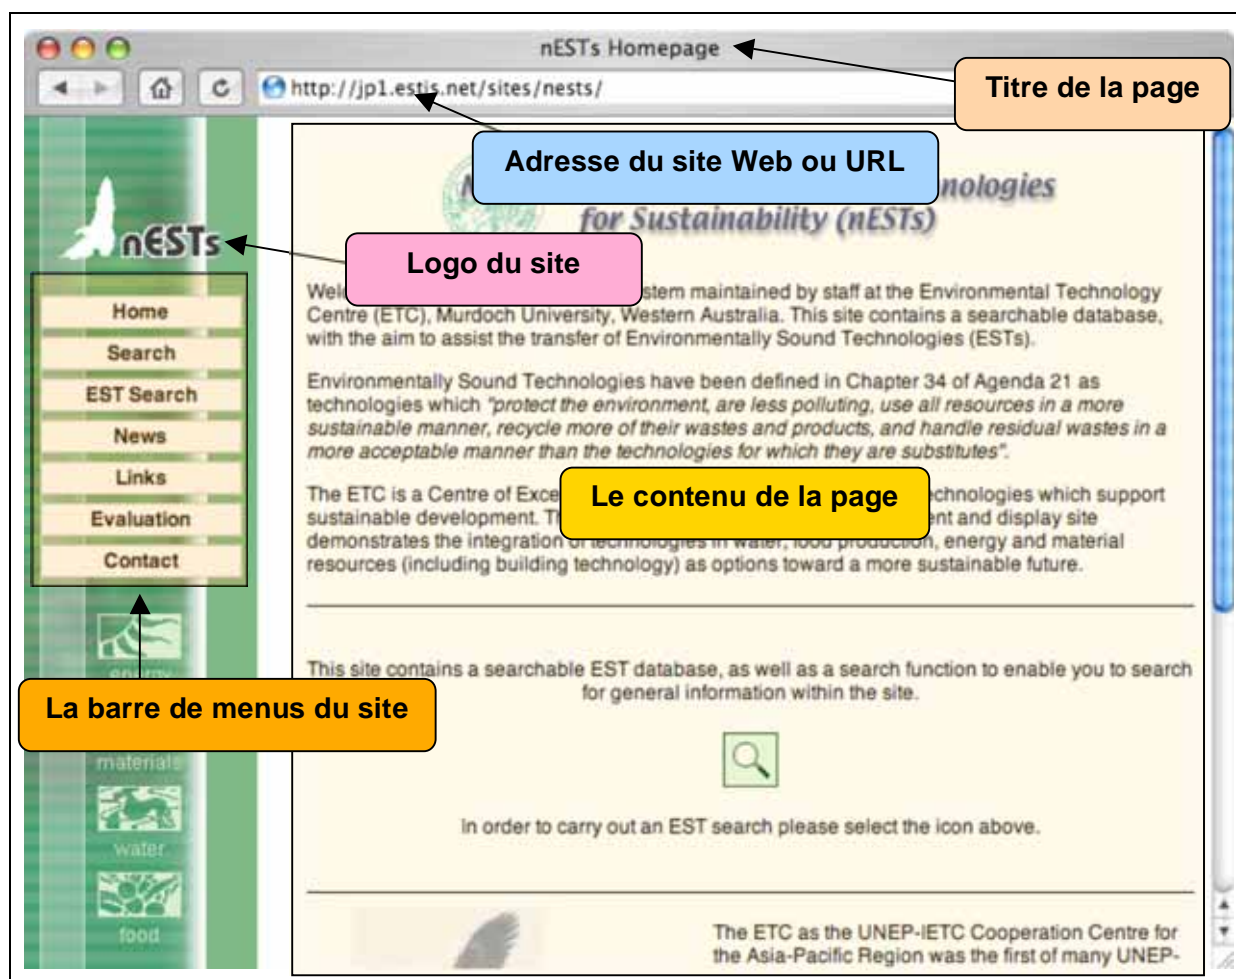 nESTs Homepage
Titre de la page
http://jp1.estis.net/sites/nests/
Adresse du site Web ou URL
nologies
for Sustainability (nESTs)
nESTs
Logo du site
Home
Search
EST Search
News
Links
Evaluation
Contact
La barre de menus du site
materials
water
food
Wel stem maintained by staff at the Environmental Technology
Centre (ETC), Murdoch University, Western Australia. This site contains a searchable database,
with the aim to assist the transfer of Environmentally Sound Technologies (ESTs).
Environmentally Sound Technologies have been defined in Chapter 34 of Agenda 21 as
technologies which "protect the environment, are less polluting, use all resources in a more
sustainable manner, recycle more of their wastes and products, and handle residual wastes in a
more acceptable manner than the technologies for which they are substitutes".
Le contenu de la page
The ETC is a Centre of Exce echnologies which support
sustainable development. Th ent and display site
demonstrates the integration of technologies in water, food production, energy and material
resources (including building technology) as options toward a more sustainable future.
This site contains a searchable EST database, as well as a search function to enable you to search
for general information within the site.
In order to carry out an EST search please select the icon above.
The ETC as the UNEP-IETC Cooperation Centre for
the Asia-Pacific Region was the first of many UNEP-